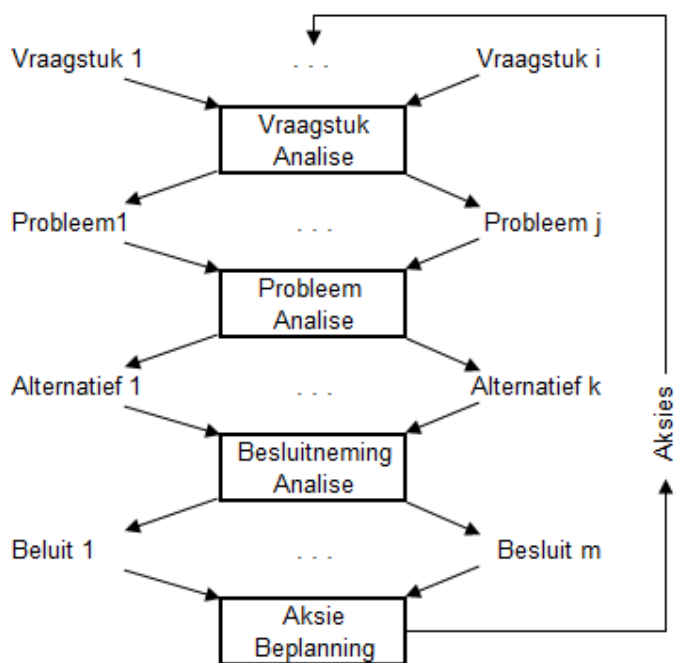 Vraagstuk 1
. . .
Vraagstuk i
Vraagstuk
Analise
Probleem1
. . .
Probleem j
Probleem
Analise
Alternatief 1
. . .
Alternatief k
Aksies
Besluitneming
Analise
Beluit 1
. . .
Besluit m
Aksie
Beplanning